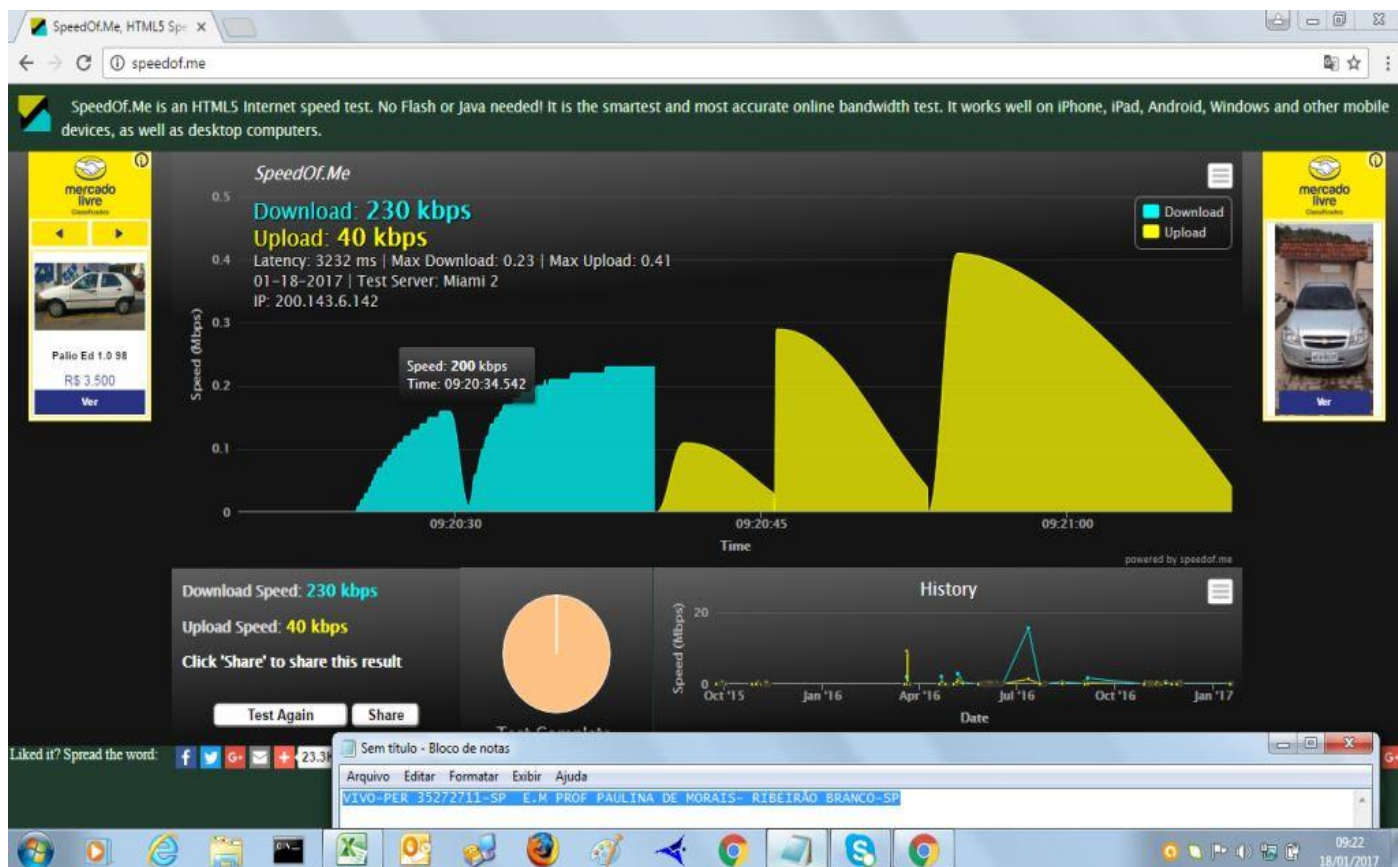 SpeedOf.Me, HTML5 Spe
speedof.me
SpeedOf.Me is an HTML5 Internet speed test. No Flash or Java needed! It is the smartest and most accurate online bandwidth test. It works well on iPhone, iPad, Android, Windows and other mobile
devices, as well as desktop computers.
mercado
livre
Classificados
Palio Ed 1.0 98
R$ 3.500
Ver
SpeedOf.Me
Download: 230 kbps
Upload: 40 kbps
Latency: 3232 ms | Max Download: 0.23 | Max Upload: 0.41
01-18-2017 | Test Server: Miami 2
IP: 200.143.6.142
Download
Upload
Speed: 200 kbps
Time: 09:20:34.542
Speed (Mbps)
0.5
0.4
0.3
0.2
0.1
0
09:20:30 09:20:45 09:21:00
Time
powered by speedof.me
mercado
livre
Classificados
Ver
Download Speed: 230 kbps
Upload Speed: 40 kbps
Click 'Share' to share this result
Test Again Share
Test Complete
History
Speed (Mbps)
20
0
Oct '15 Jan '16 Apr '16 Jul '16 Oct '16 Jan '17
Date
Liked it? Spread the word:
23.3K
Sem título - Bloco de notas
Arquivo Editar Formatar Exibir Ajuda
VIVO-PER 35272711-SP E.M PROF PAULINA DE MORAIS- RIBEIRÃO BRANCO-SP
09:22
18/01/2017